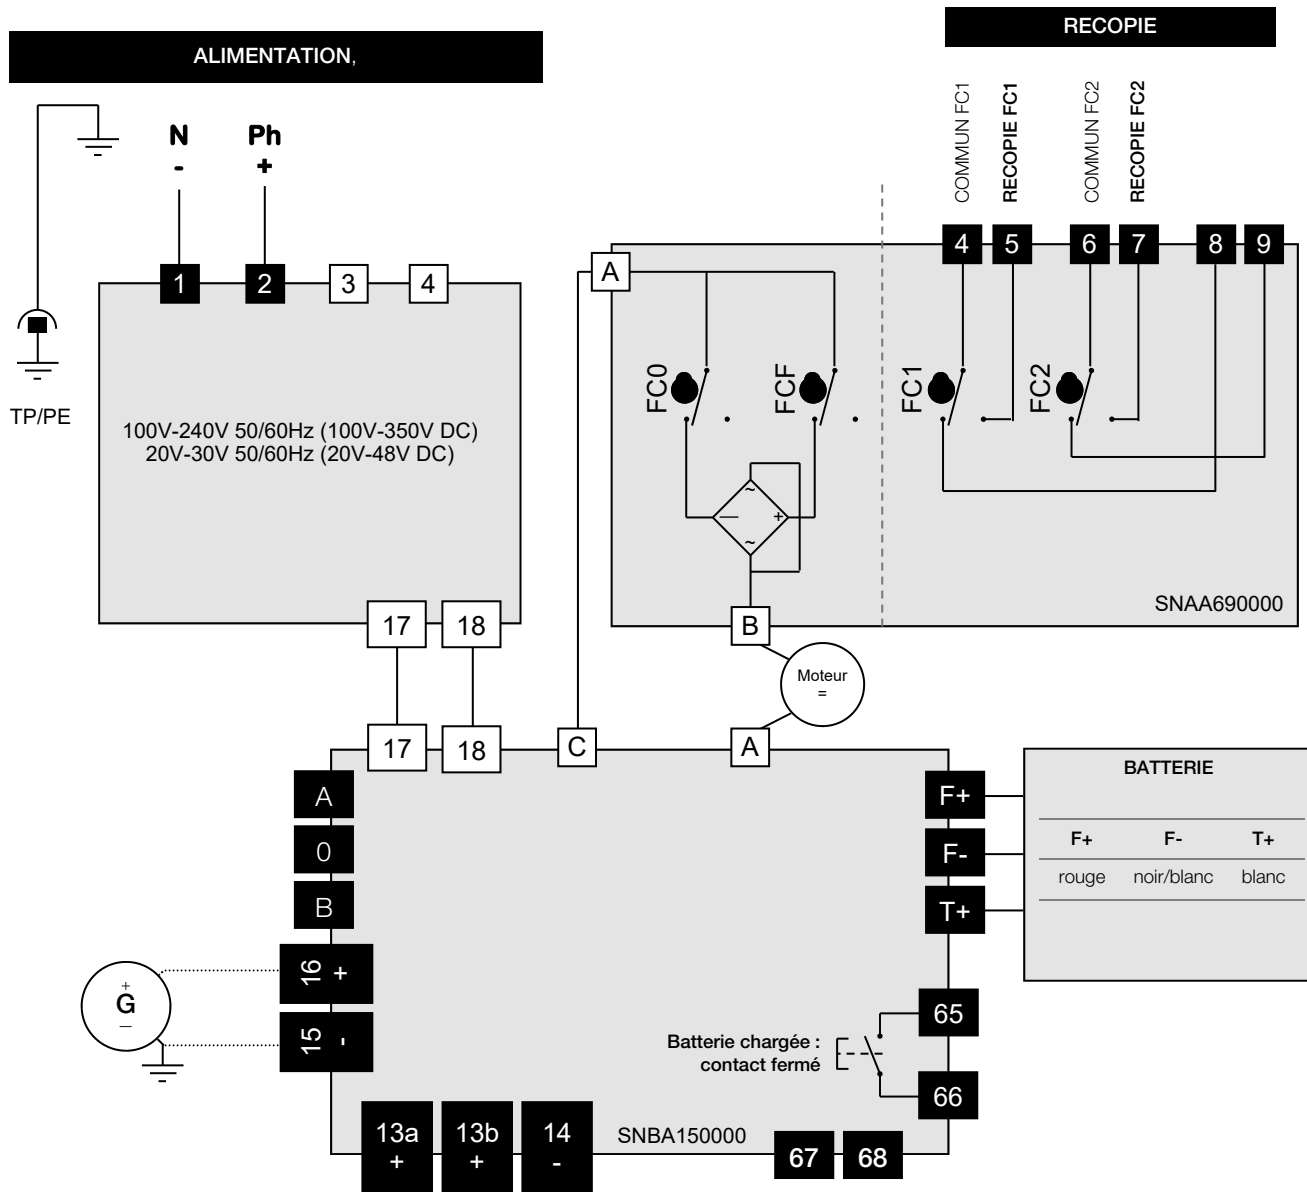 ALIMENTATION,
RECOPIE
COMMUN FC1
RECOPIE FC1
COMMUN FC2
RECOPIE FC2
N
-
Ph
+
1
2
3
4
4
5
6
7
8
9
A
FC0
FCF
FC1
FC2
TP/PE
100V-240V 50/60Hz (100V-350V DC)
20V-30V 50/60Hz (20V-48V DC)
~
—
+
~
SNAA690000
17
18
B
Moteur
=
17
18
C
A
A
0
B
16 +
15 -
+
G
—
F+
F-
T+
BATTERIE
F+ F- T+
rouge noir/blanc blanc
65
66
Batterie chargée :
contact fermé
13a
+
13b
+
14
-
SNBA150000
67
68